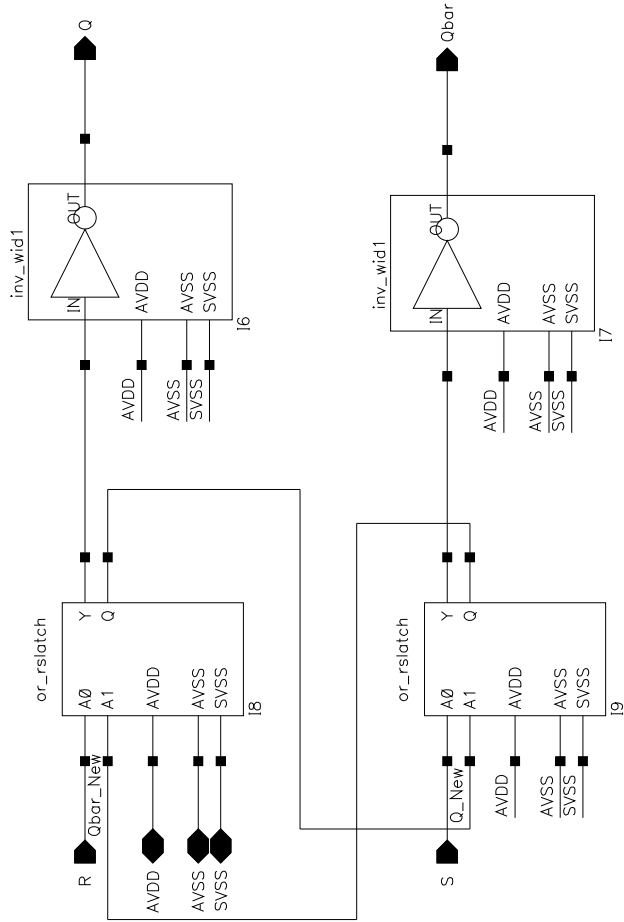 Q
inv_wid1
OUT
IN
AVDD
AVSS
SVSS
I6
AVDD
AVSS
SVSS
or_rslatch
Y
Q
A0
A1
AVDD
AVSS
SVSS
I8
Qbar_New
R
AVDD
AVSS
SVSS
Qbar
inv_wid1
OUT
IN
AVDD
AVSS
SVSS
I7
AVDD
AVSS
SVSS
or_rslatch
Y
Q
A0
A1
AVDD
AVSS
SVSS
I9
Q_New
S
AVDD
AVSS
SVSS